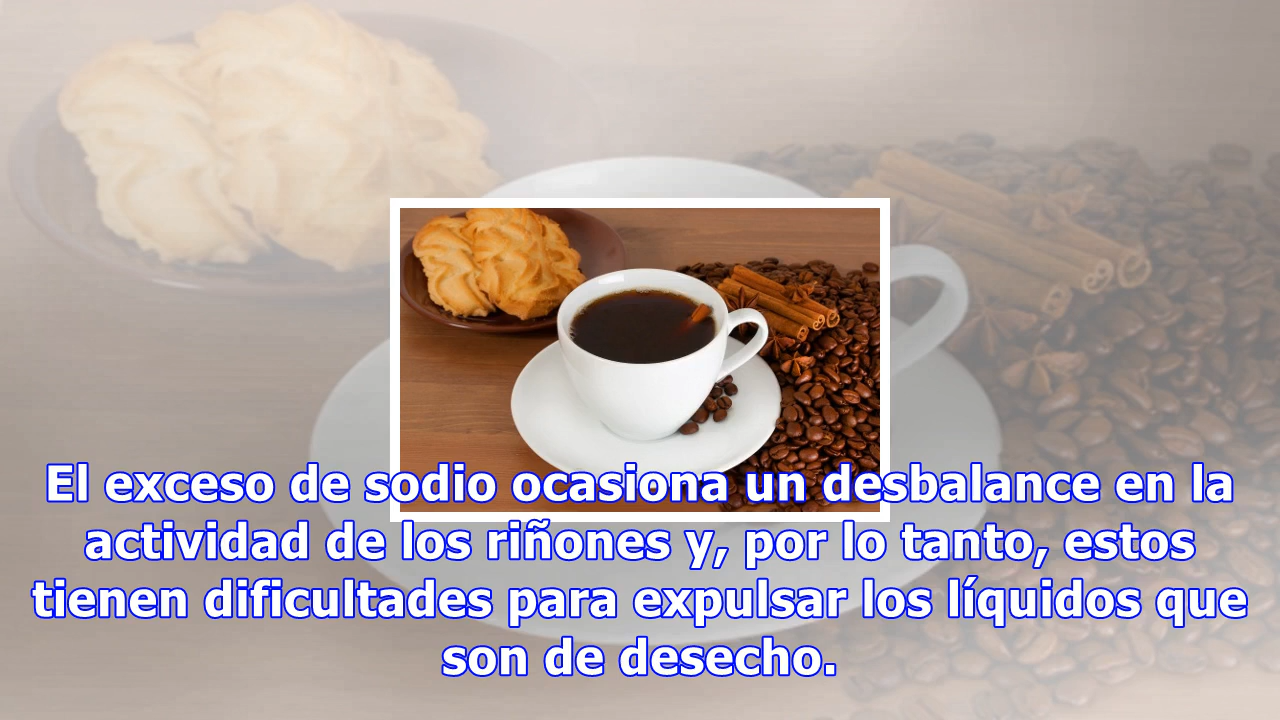 El exceso de sodio ocasiona un desbalance en la
actividad de los riñones y, por lo tanto, estos
tienen dificultades para expulsar los líquidos que
son de desecho.